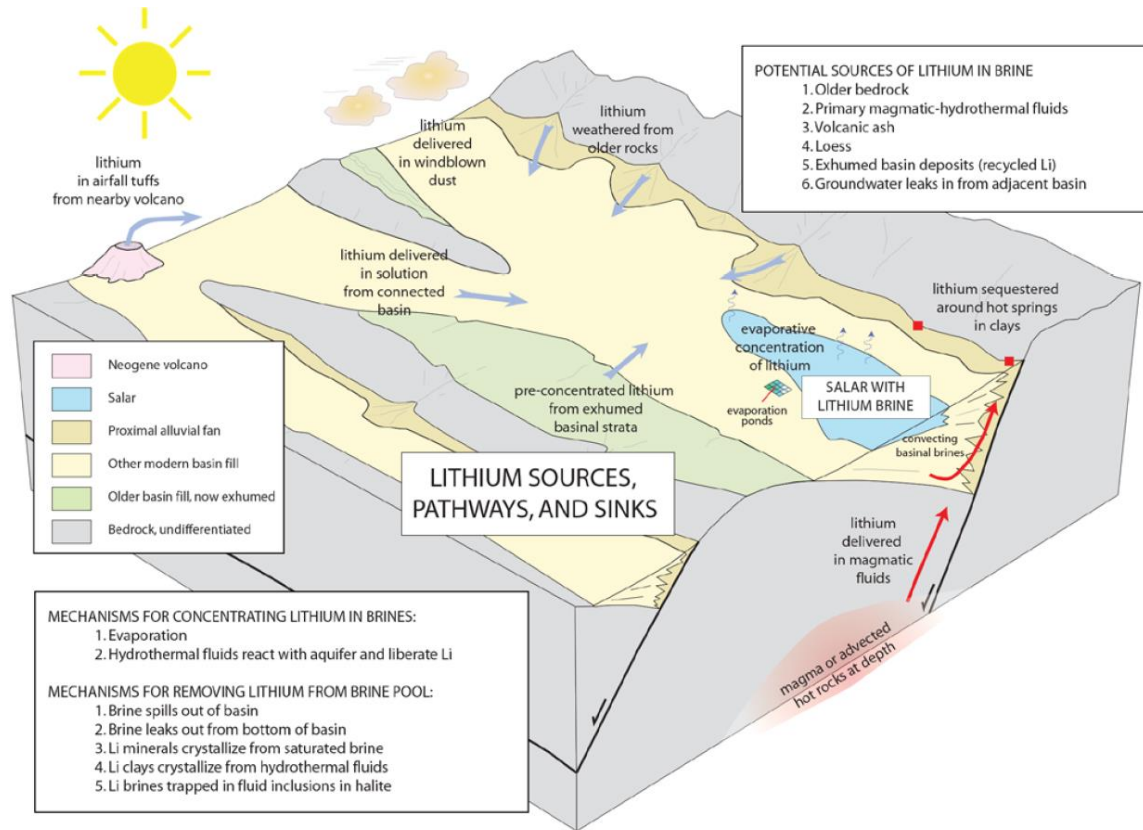 POTENTIAL SOURCES OF LITHIUM IN BRINE
1. Older bedrock
2. Primary magmatic-hydrothermal fluids
3. Volcanic ash
4. Loess
5. Exhumed basin deposits (recycled Li)
6. Groundwater leaks in from adjacent basin
lithium
in airfall tuffs
from nearby volcano
lithium
delivered
in windblown
dust
lithium
weathered from
older rocks
lithium delivered
in solution
from connected
basin
lithium sequestered
around hot springs
in clays
evaporative
concentration
of lithium
SALAR WITH
LITHIUM BRINE
evaporation
ponds
convecting
basinal brines
pre-concentrated lithium
from exhumed
basinal strata
Neogene volcano
Salar
Proximal alluvial fan
Other modern basin fill
Older basin fill, now exhumed
Bedrock, undifferentiated
LITHIUM SOURCES,
PATHWAYS, AND SINKS
lithium
delivered
in magmatic
fluids
magma or advected
hot rocks at depth
MECHANISMS FOR CONCENTRATING LITHIUM IN BRINES:
1. Evaporation
2. Hydrothermal fluids react with aquifer and liberate Li
MECHANISMS FOR REMOVING LITHIUM FROM BRINE POOL:
1. Brine spills out of basin
2. Brine leaks out from bottom of basin
3. Li minerals crystallize from saturated brine
4. Li clays crystallize from hydrothermal fluids
5. Li brines trapped in fluid inclusions in halite